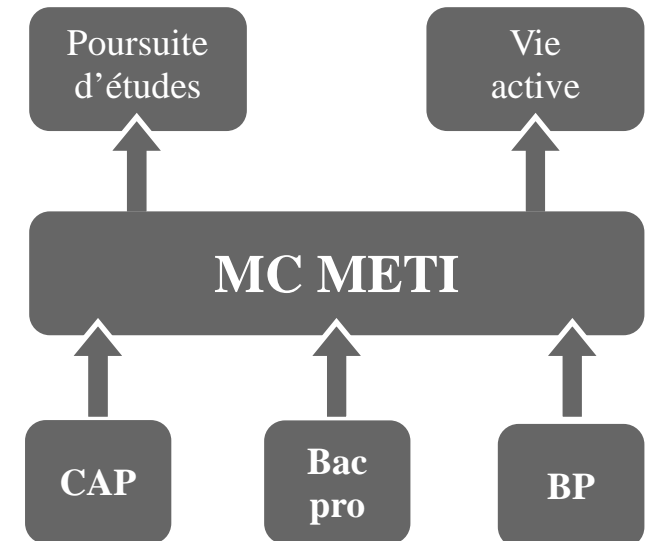 Poursuite
d’études
Vie
active
MC METI
CAP
Bac
pro
BP